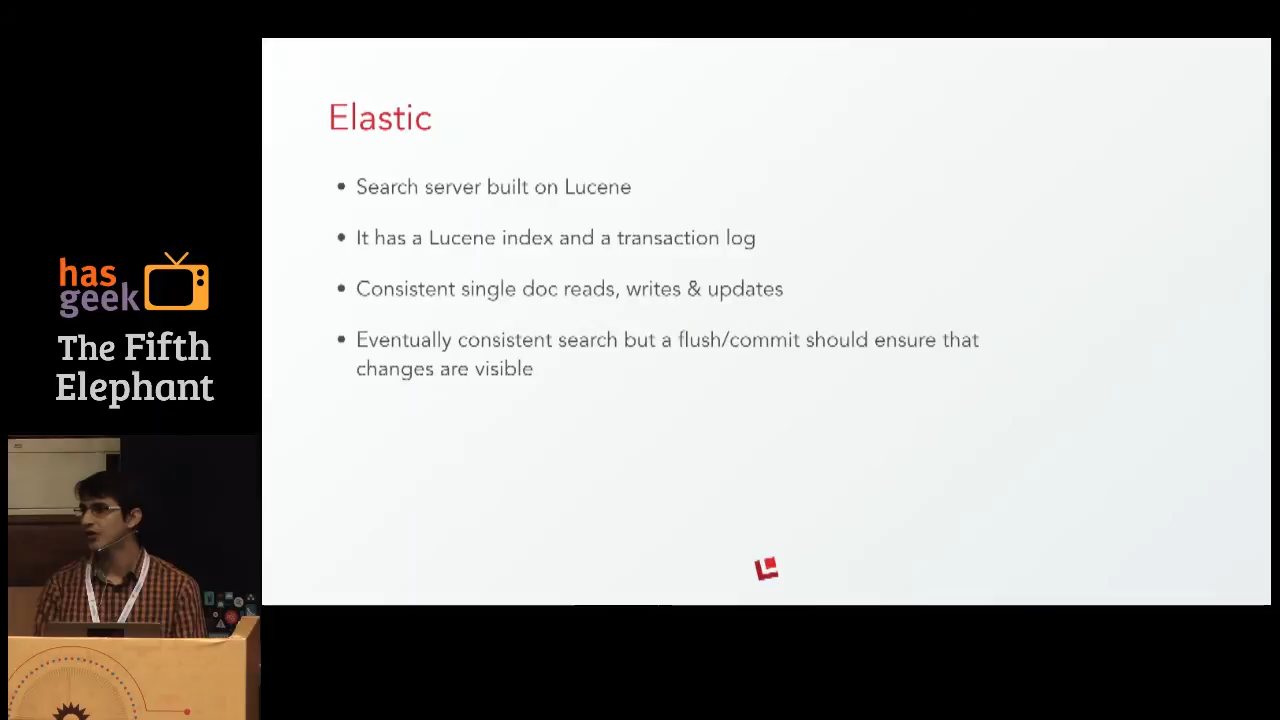 Elastic
• Search server built on Lucene
• It has a Lucene index and a transaction log
• Consistent single doc reads, writes & updates
• Eventually consistent search but a flush/commit should ensure that
changes are visible
has
geek
The Fifth
Elephant